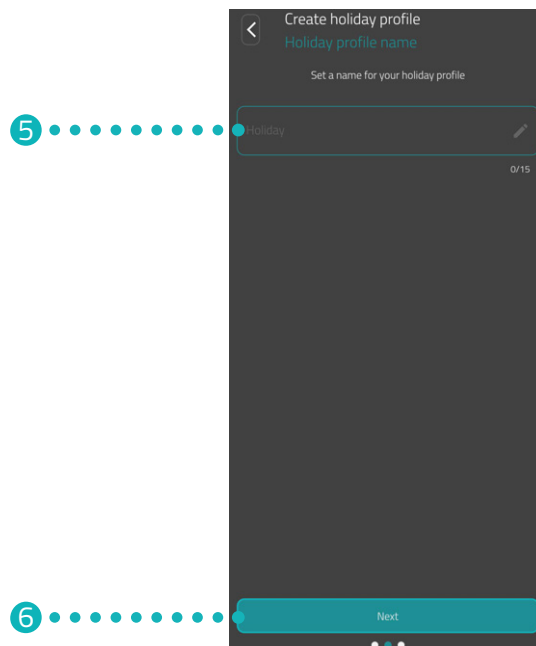 Create holiday profile
Holiday profile name
Set a name for your holiday profile
5
Holiday
0/15
6
Next